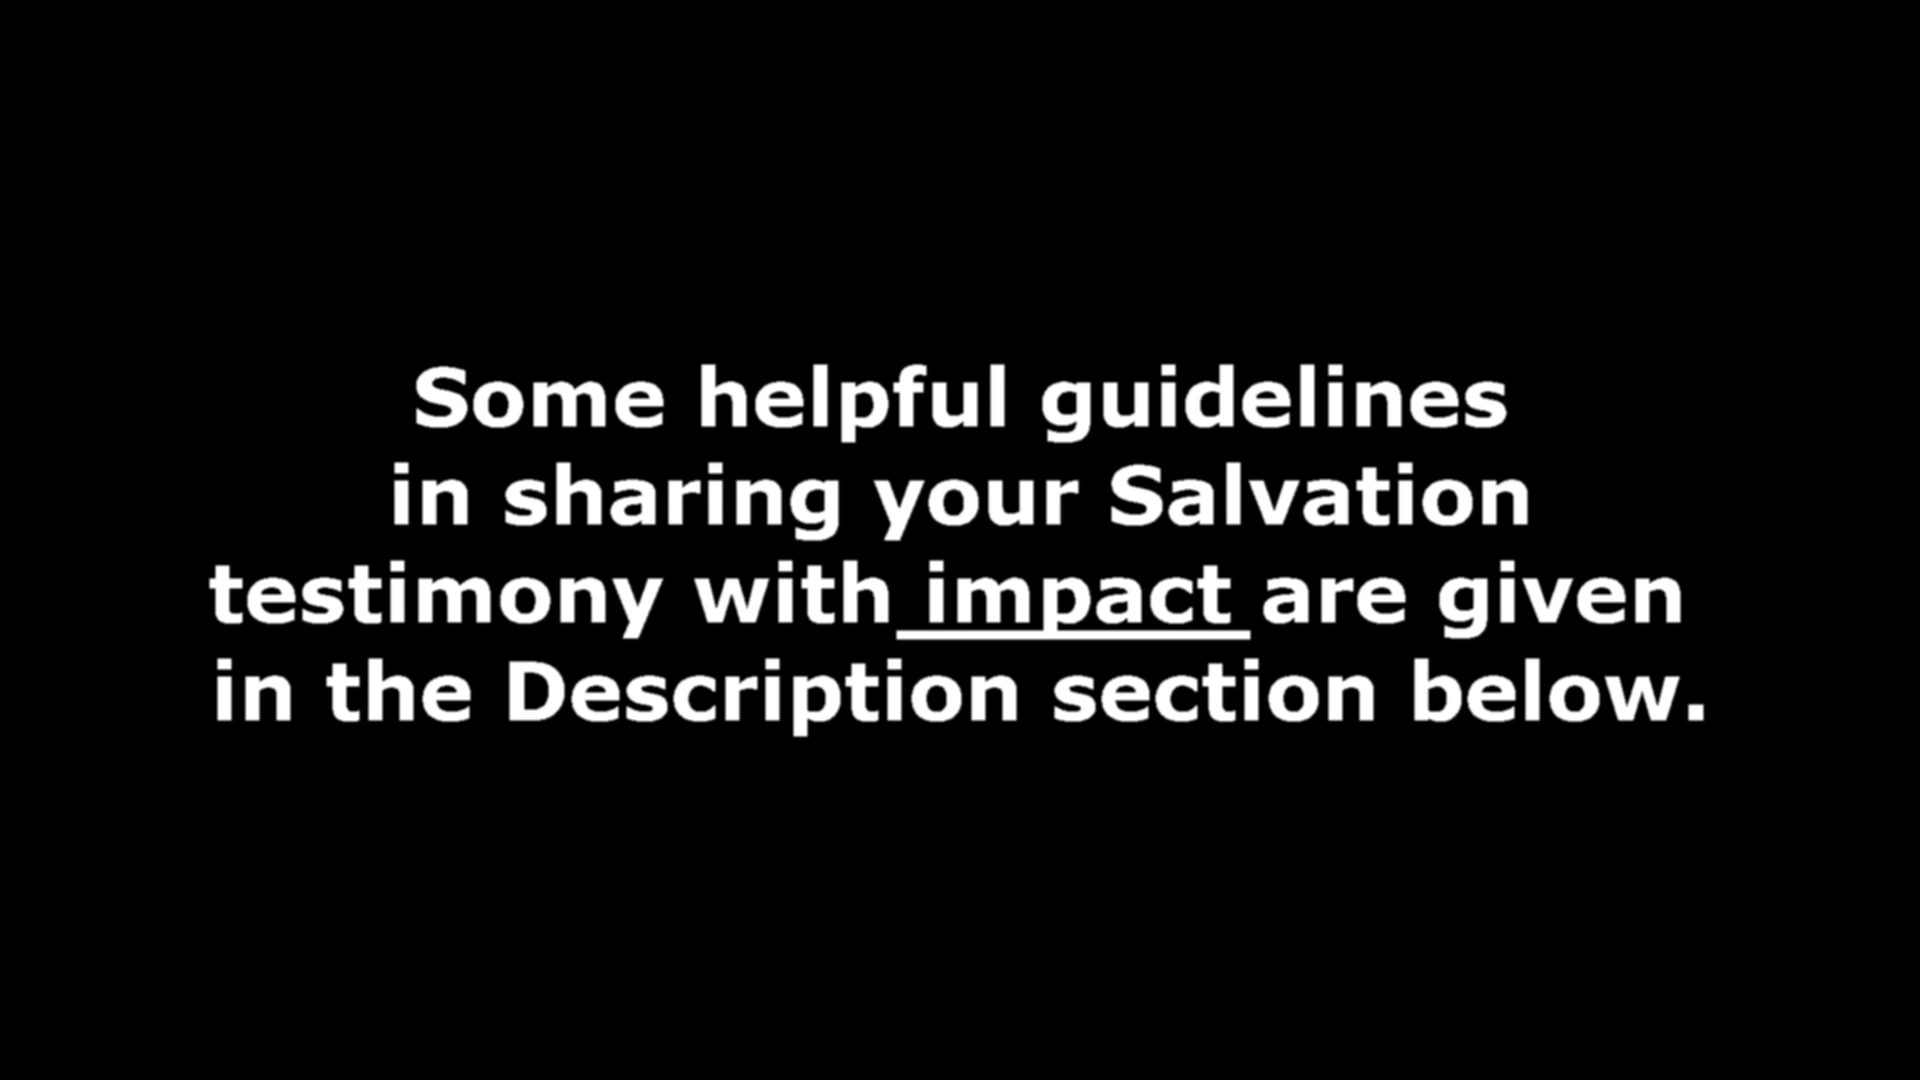 Some helpful guidelines
in sharing your Salvation
testimony with impact are given
in the Description section below.